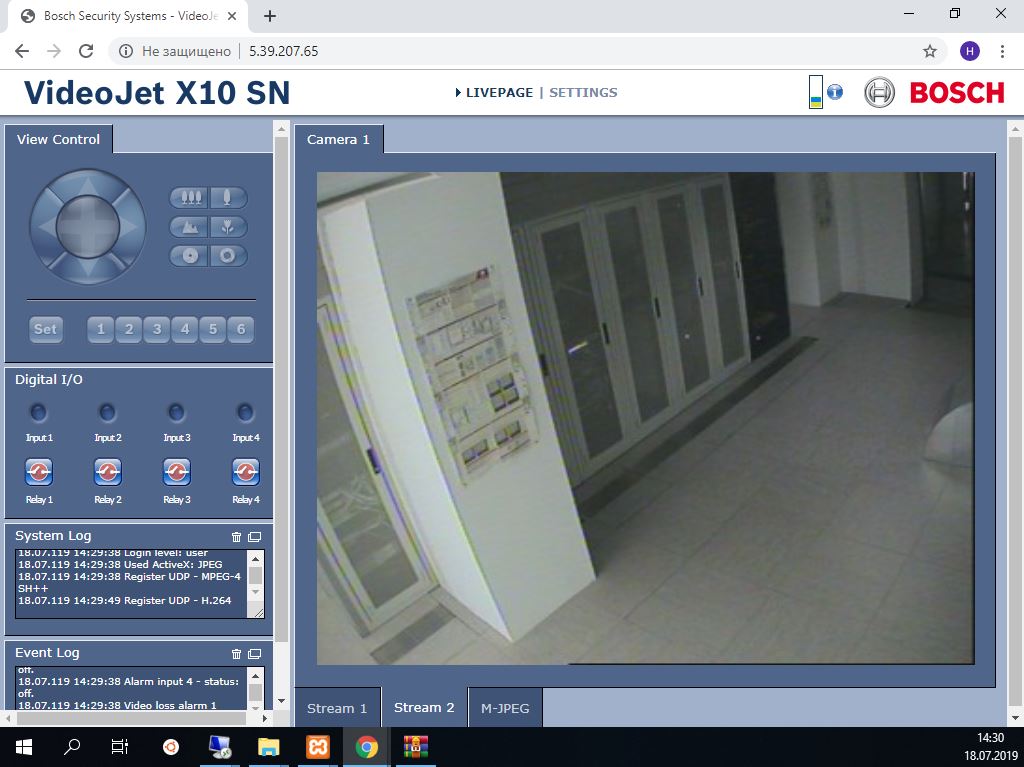 Bosch Security Systems - VideoJe
Не защищено
5.39.207.65
H
VideoJet X10 SN
LIVEPAGE | SETTINGS
BOSCH
View Control
Set 1 2 3 4 5 6
Digital I/O
Input 1 Input 2 Input 3 Input 4
Relay 1 Relay 2 Relay 3 Relay 4
System Log
18.07.119 14:29:38 Login level: user
18.07.119 14:29:38 Used ActiveX: JPEG
18.07.119 14:29:38 Register UDP - MPEG-4
SH++
18.07.119 14:29:49 Register UDP - H.264
Event Log
off.
18.07.119 14:29:38 Alarm input 4 - status:
off.
18.07.119 14:29:38 Video loss alarm 1
Camera 1
Stream 1 Stream 2 M-JPEG
14:30
18.07.2019